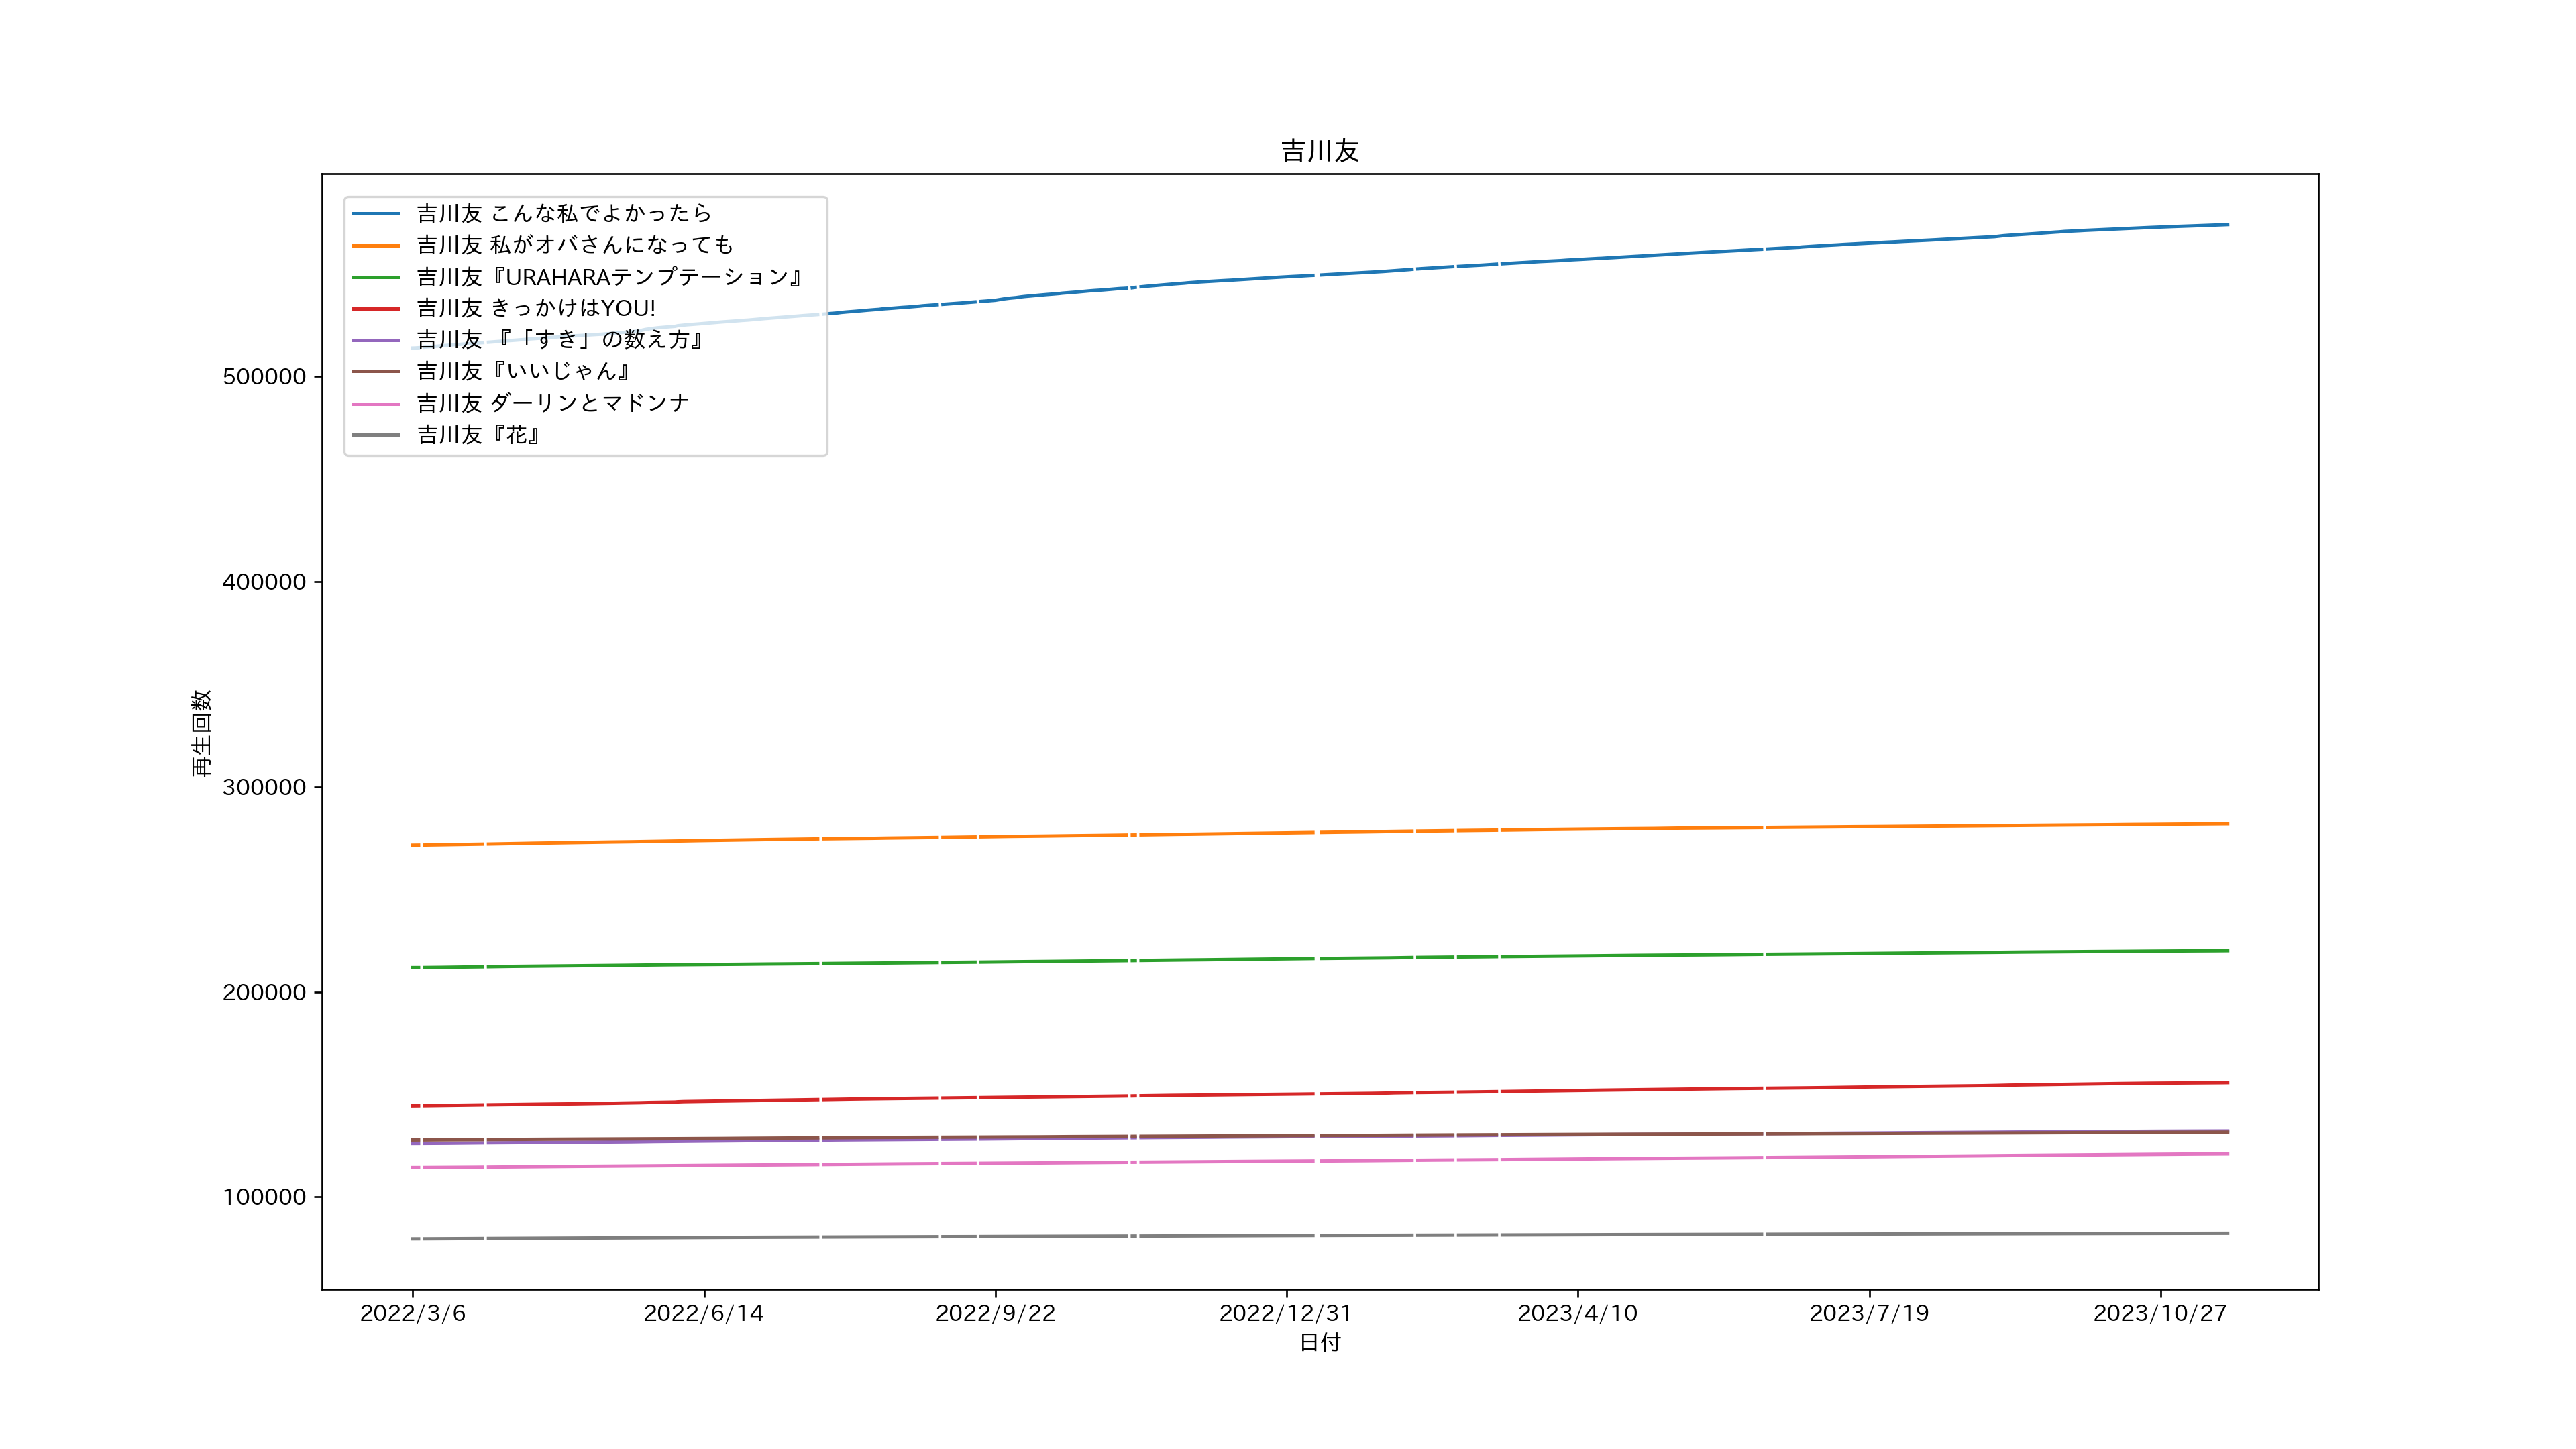 吉川友
吉川友 こんな私でよかったら
吉川友 私がオバさんになっても
吉川友『URAHARAテンプテーション』
吉川友 きっかけはYOU!
吉川友 『「すき」の数え方』
吉川友『いいじゃん』
吉川友 ダーリンとマドンナ
吉川友『花』
再生回数
500000
400000
300000
200000
100000
2022/3/6
2022/6/14
2022/9/22
2022/12/31
2023/4/10
2023/7/19
2023/10/27
日付